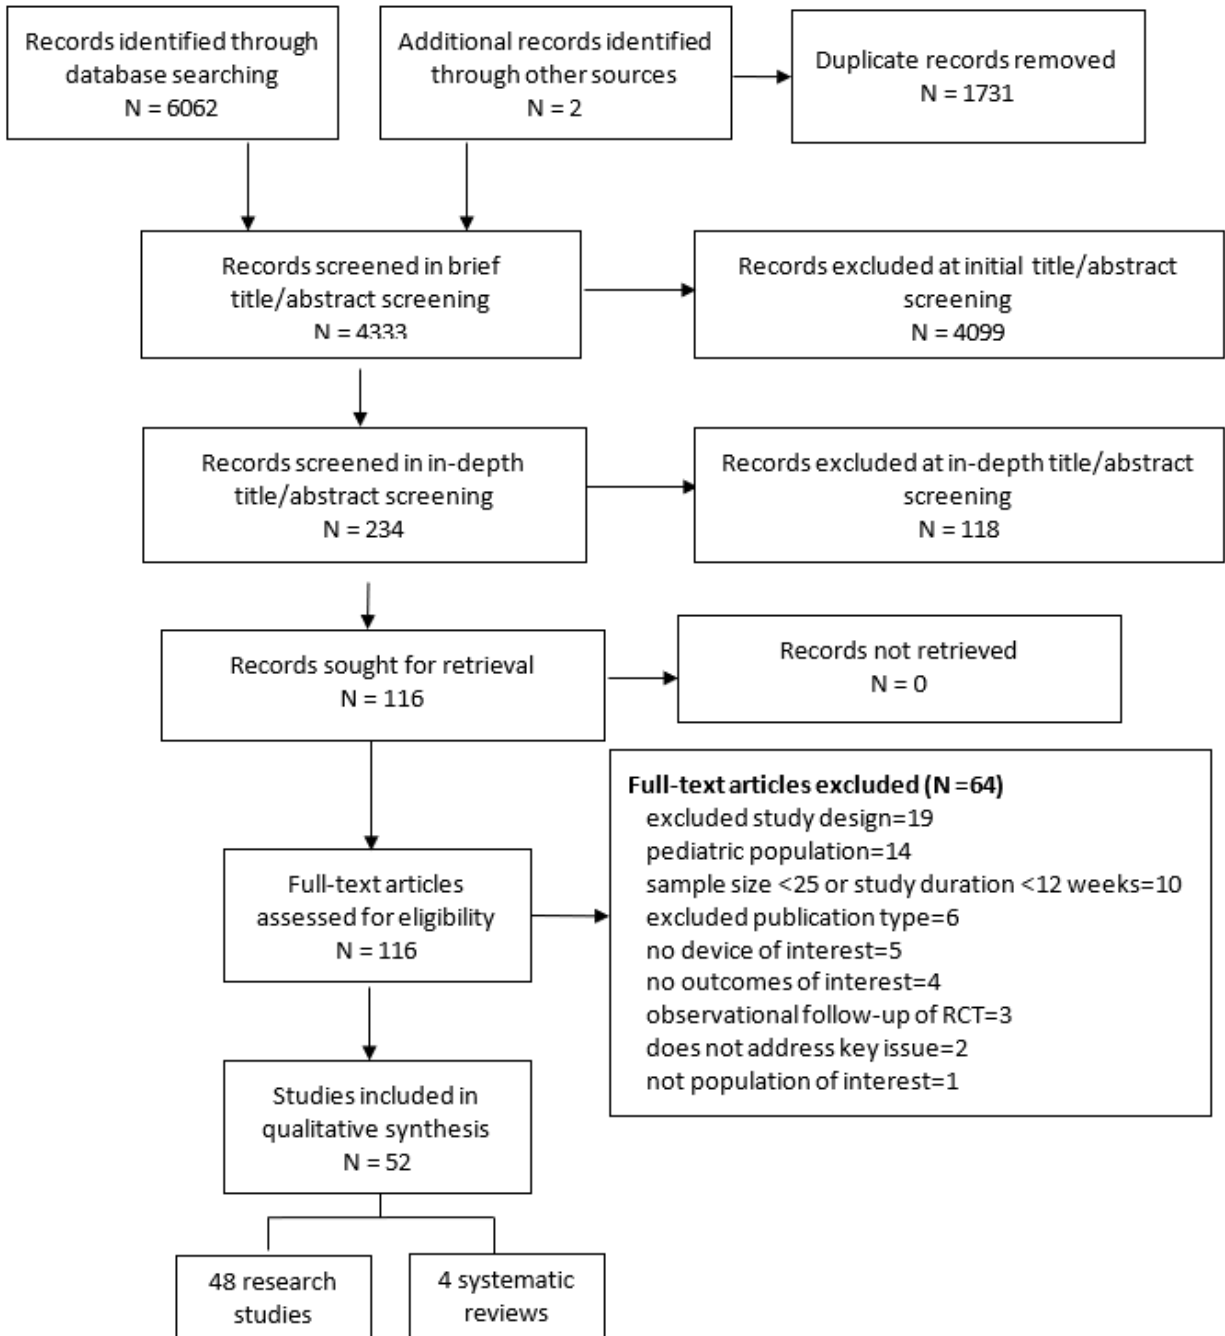 Records identified through
database searching
N = 6062
Additional records identified
through other sources
N = 2
Duplicate records removed
N = 1731
Records screened in brief
title/abstract screening
N = 4333
Records excluded at initial title/abstract
screening
N = 4099
Records screened in in-depth
title/abstract screening
N = 234
Records excluded at in-depth title/abstract
screening
N = 118
Records sought for retrieval
N = 116
Records not retrieved
N = 0
Full-text articles excluded (N =64)
excluded study design=19
pediatric population=14
sample size <25 or study duration <12 weeks=10
excluded publication type=6
no device of interest=5
no outcomes of interest=4
observational follow-up of RCT=3
does not address key issue=2
not population of interest=1
Full-text articles
assessed for eligibility
N = 116
Studies included in
qualitative synthesis
N = 52
48 research
studies
4 systematic
reviews